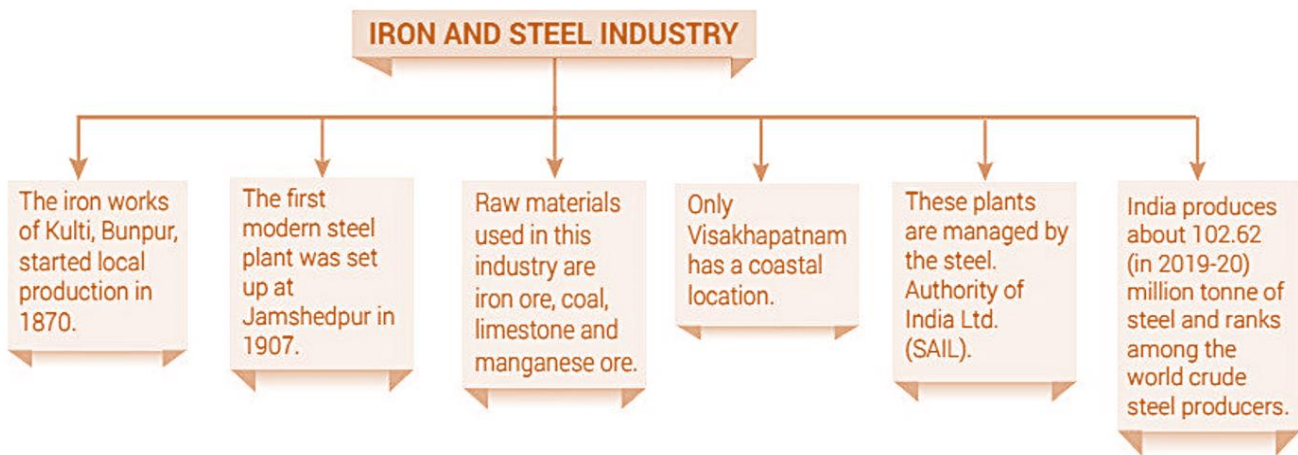 IRON AND STEEL INDUSTRY
The iron works
of Kulti, Bunpur,
started local
production in
1870.
The first
modern steel
plant was set
up at
Jamshedpur in
1907.
Raw materials
used in this
industry are
iron ore, coal,
limestone and
manganese ore.
Only
Visakhapatnam
has a coastal
location.
These plants
are managed by
the steel.
Authority of
India Ltd.
(SAIL).
India produces
about 102.62
(in 2019-20)
million tonne of
steel and ranks
among the
world crude
steel producers.